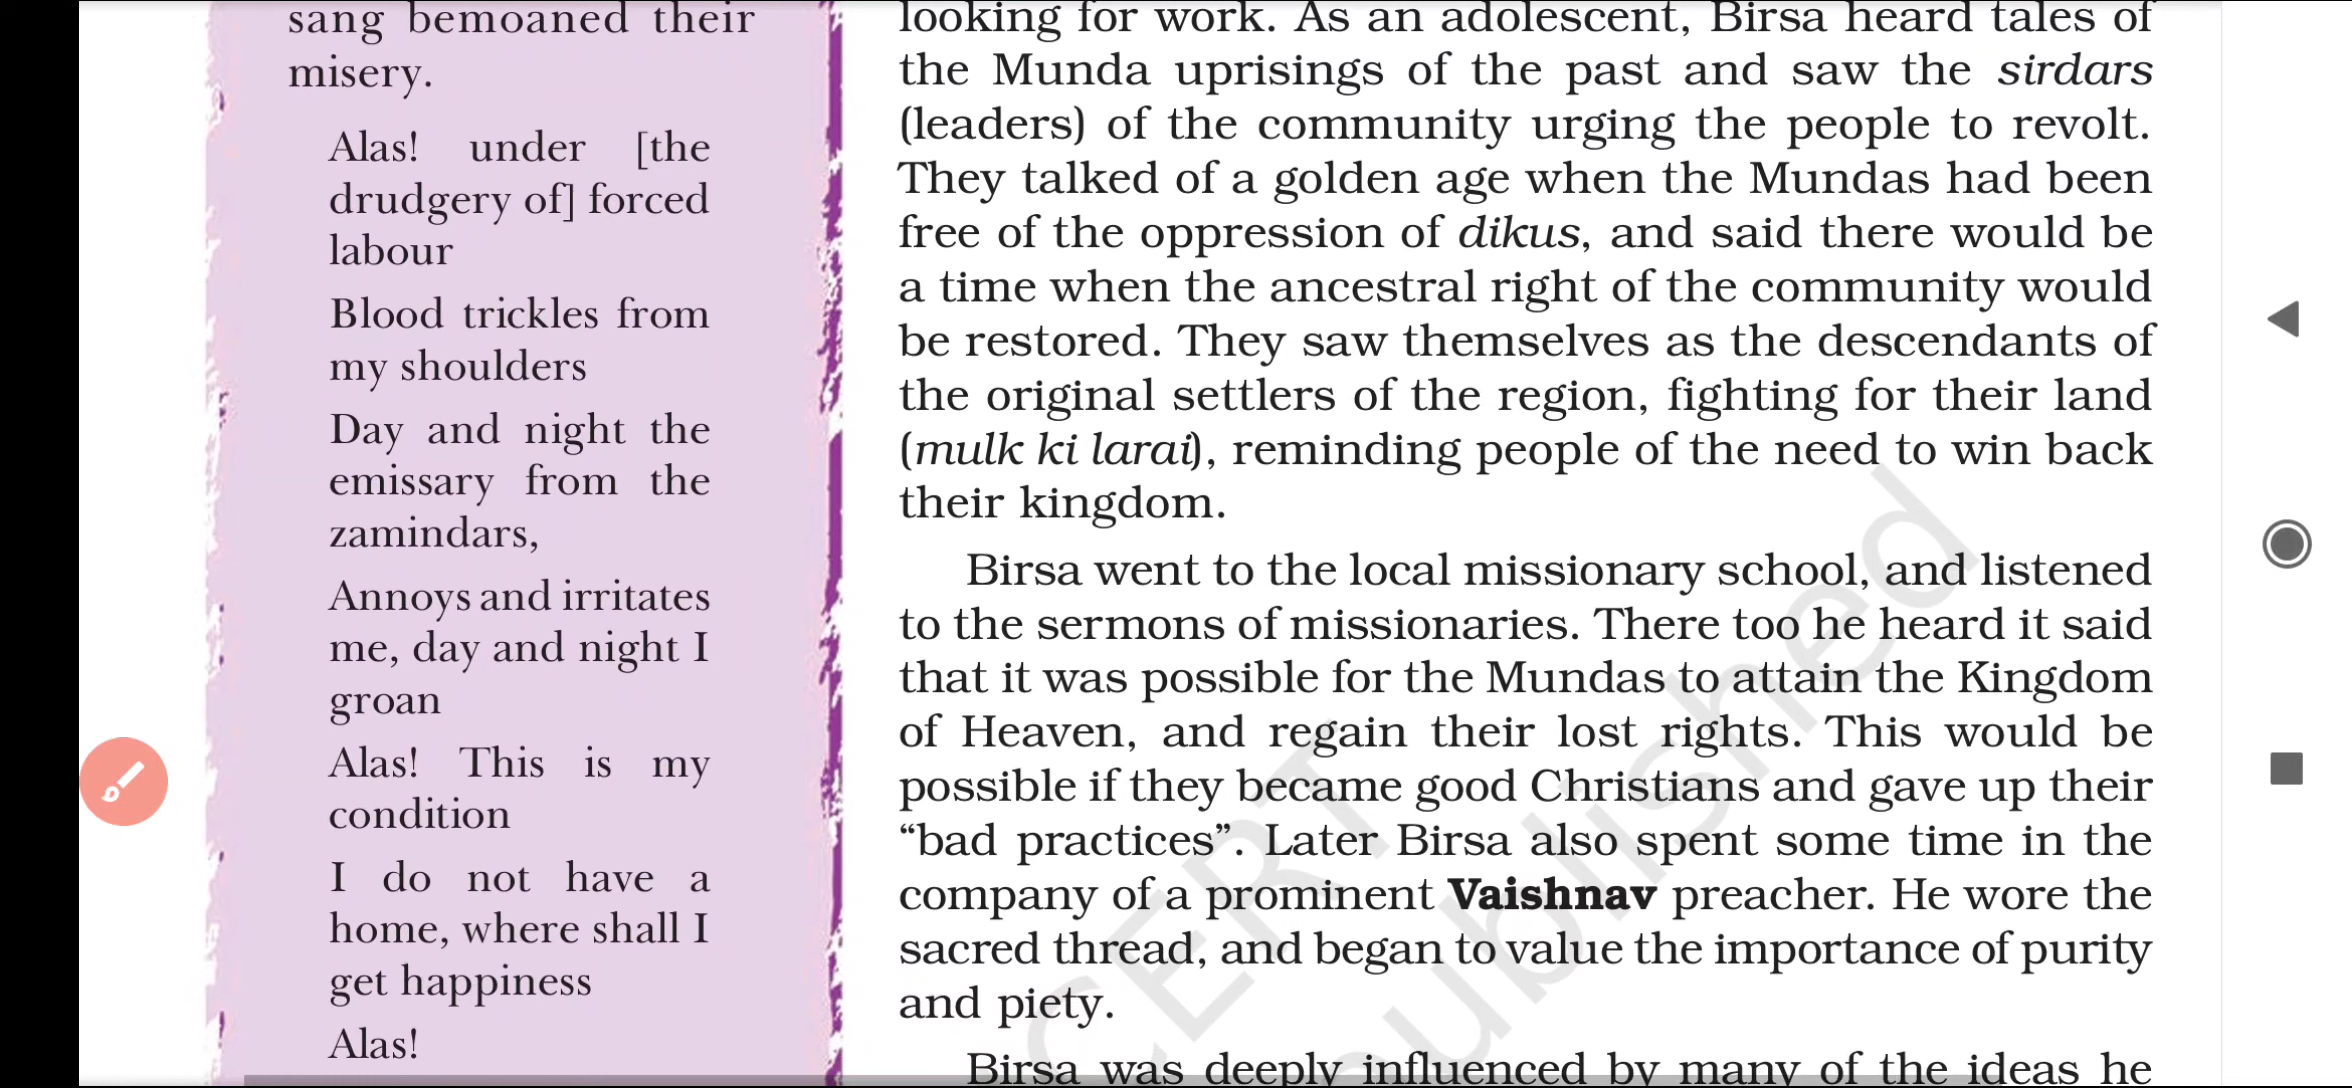 sang bemoaned their
misery.
Alas! under [the
drudgery of] forced
labour
Blood trickles from
my shoulders
Day and night the
emissary from the
zamindars,
Annoys and irritates
me, day and night I
groan
Alas! This is my
condition
I do not have a
home, where shall I
get happiness
Alas!
looking for work. As an adolescent, Birsa heard tales of
the Munda uprisings of the past and saw the sirdars
(leaders) of the community urging the people to revolt.
They talked of a golden age when the Mundas had been
free of the oppression of dikus, and said there would be
a time when the ancestral right of the community would
be restored. They saw themselves as the descendants of
the original settlers of the region, fighting for their land
(mulk ki larai), reminding people of the need to win back
their kingdom.
Birsa went to the local missionary school, and listened
to the sermons of missionaries. There too he heard it said
that it was possible for the Mundas to attain the Kingdom
of Heaven, and regain their lost rights. This would be
possible if they became good Christians and gave up their
“bad practices”. Later Birsa also spent some time in the
company of a prominent Vaishnav preacher. He wore the
sacred thread, and began to value the importance of purity
and piety.
Birsa was deeply influenced by many of the ideas he
CERT
ublished